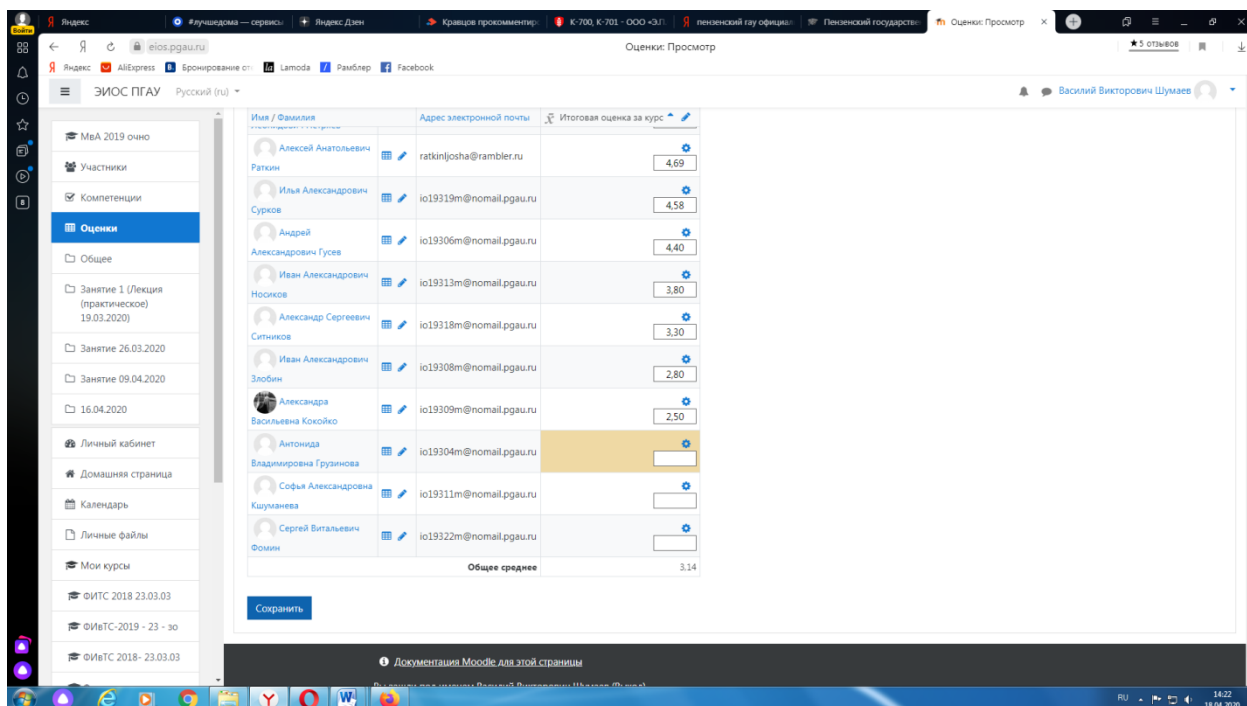 Войти
Яндекс
#лучшедома — сервисы
Яндекс.Дзен
Кравцов прокомментиро
К-700, К-701 - ООО «ЭЛ
пензенский гау официал
Пензенский государстве
Оценки: Просмотр
eios.pgau.ru
Оценки: Просмотр
★5 отзывов
Яндекс
AliExpress
Бронирование от
Lamoda
Рамблер
Facebook
ЭИОС ПГАУ Русский (ru)
Василий Викторович Шумаев
МвА 2019 очно
Участники
Компетенции
Оценки
Общее
Занятие 1 (Лекция
(практическое)
19.03.2020)
Занятие 26.03.2020
Занятие 09.04.2020
16.04.2020
Личный кабинет
Домашняя страница
Календарь
Личные файлы
Мои курсы
ФИТС 2018 23.03.03
ФИвТС-2019 - 23 - зо
ФИвТС 2018- 23.03.03
Имя / Фамилия Адрес электронной почты x̄ Итоговая оценка за курс
Алексей Анатольевич
Раткин
ratkinljosha@rambler.ru
4,69
Илья Александрович
Сурков
io19319m@nomail.pgau.ru
4,58
Андрей
Александрович Гусев
io19306m@nomail.pgau.ru
4,40
Иван Александрович
Носиков
io19313m@nomail.pgau.ru
3,80
Александр Сергеевич
Ситников
io19318m@nomail.pgau.ru
3,30
Иван Александрович
Злобин
io19308m@nomail.pgau.ru
2,80
Александра
Васильевна Кокойко
io19309m@nomail.pgau.ru
2,50
Антонида
Владимировна Грузинова
io19304m@nomail.pgau.ru
Софья Александровна
Кшуманева
io19311m@nomail.pgau.ru
Сергей Витальевич
Фомин
io19322m@nomail.pgau.ru
Общее среднее 3,14
Сохранить
Документация Moodle для этой страницы
RU
14:22
18.04.2020